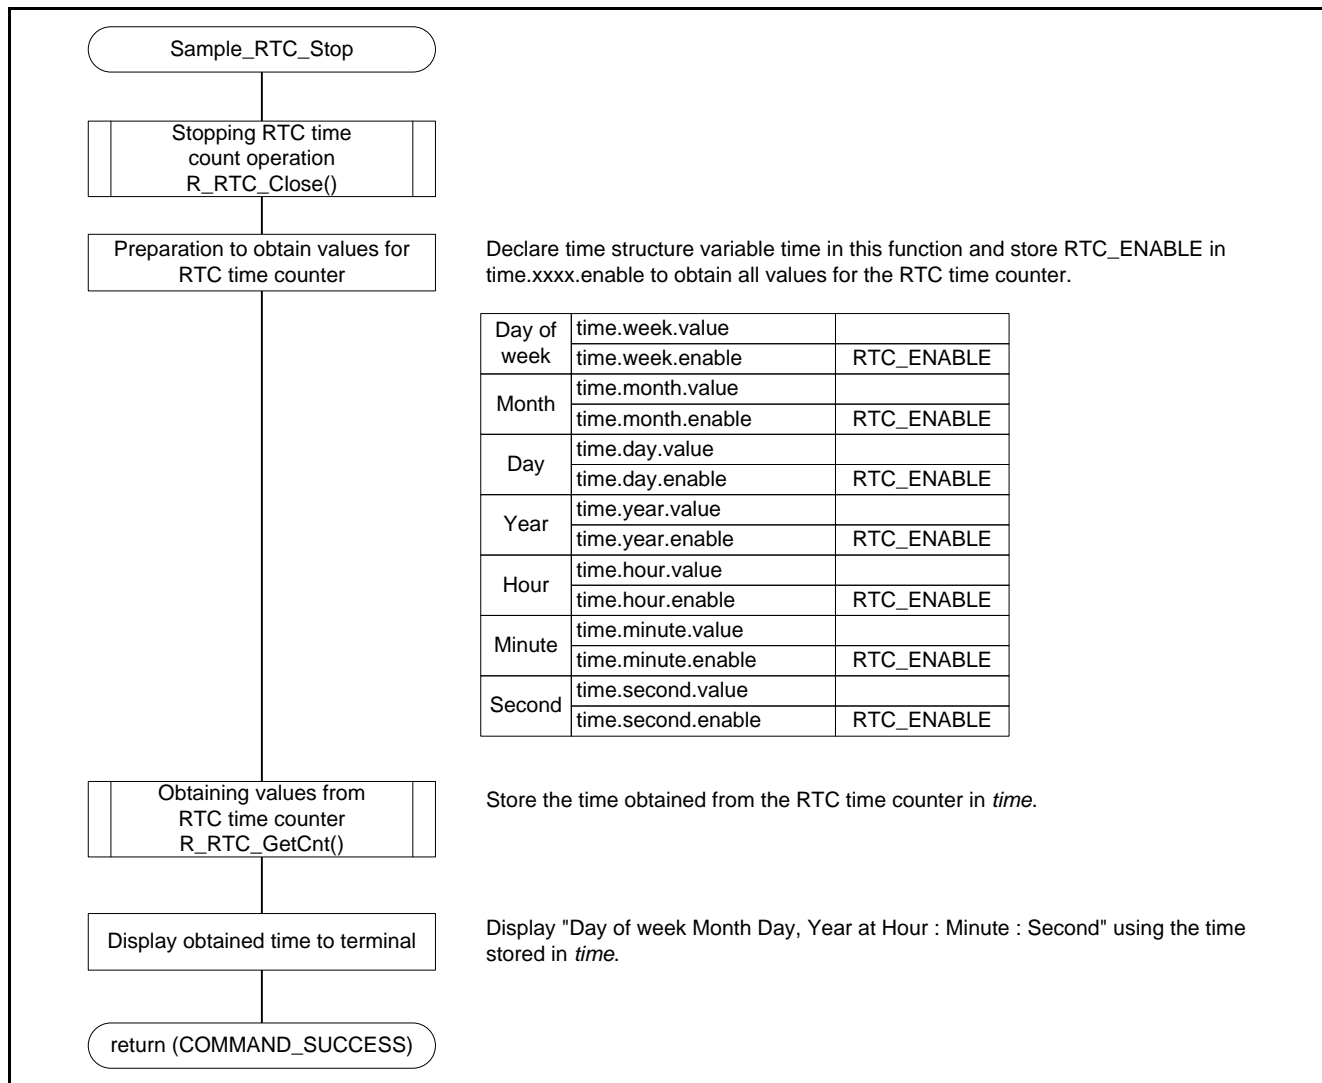 Sample_RTC_Stop
Stopping RTC time
count operation
R_RTC_Close()
Preparation to obtain values for
RTC time counter
Declare time structure variable time in this function and store RTC_ENABLE in
time.xxxx.enable to obtain all values for the RTC time counter.
Day of
week
time.week.value
time.week.enable RTC_ENABLE
Month
time.month.value
time.month.enable RTC_ENABLE
Day
time.day.value
time.day.enable RTC_ENABLE
Year
time.year.value
time.year.enable RTC_ENABLE
Hour
time.hour.value
time.hour.enable RTC_ENABLE
Minute
time.minute.value
time.minute.enable RTC_ENABLE
Second
time.second.value
time.second.enable RTC_ENABLE
Obtaining values from
RTC time counter
R_RTC_GetCnt()
Store the time obtained from the RTC time counter in time.
Display obtained time to terminal
Display "Day of week Month Day, Year at Hour : Minute : Second" using the time
stored in time.
return (COMMAND_SUCCESS)